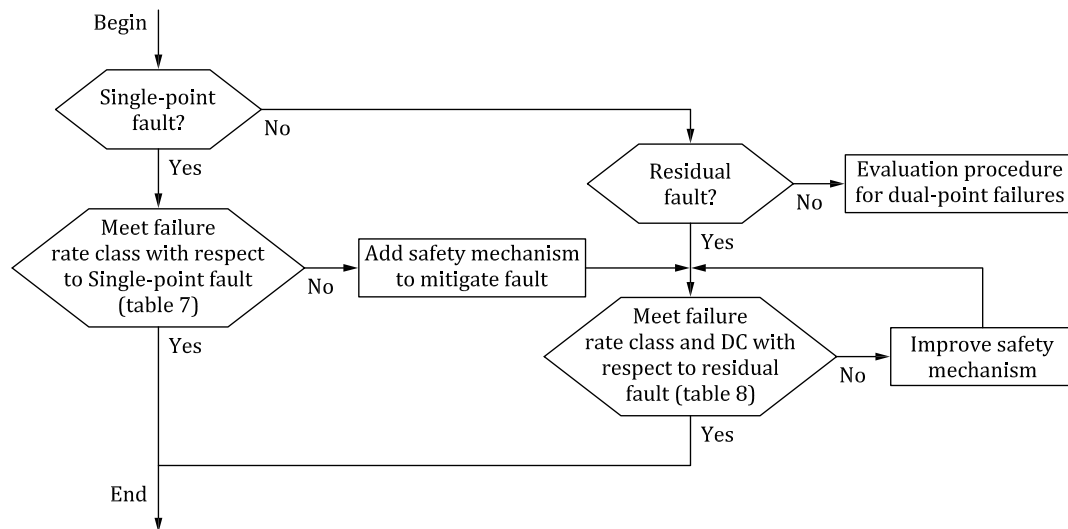 Begin
Single-point
fault?
No
Yes
Residual
fault?
No
Evaluation procedure
for dual-point failures
Yes
Meet failure
rate class with respect
to Single-point fault
(table 7)
No
Add safety mechanism
to mitigate fault
Yes
Meet failure
rate class and DC with
respect to residual
fault (table 8)
No
Improve safety
mechanism
Yes
End